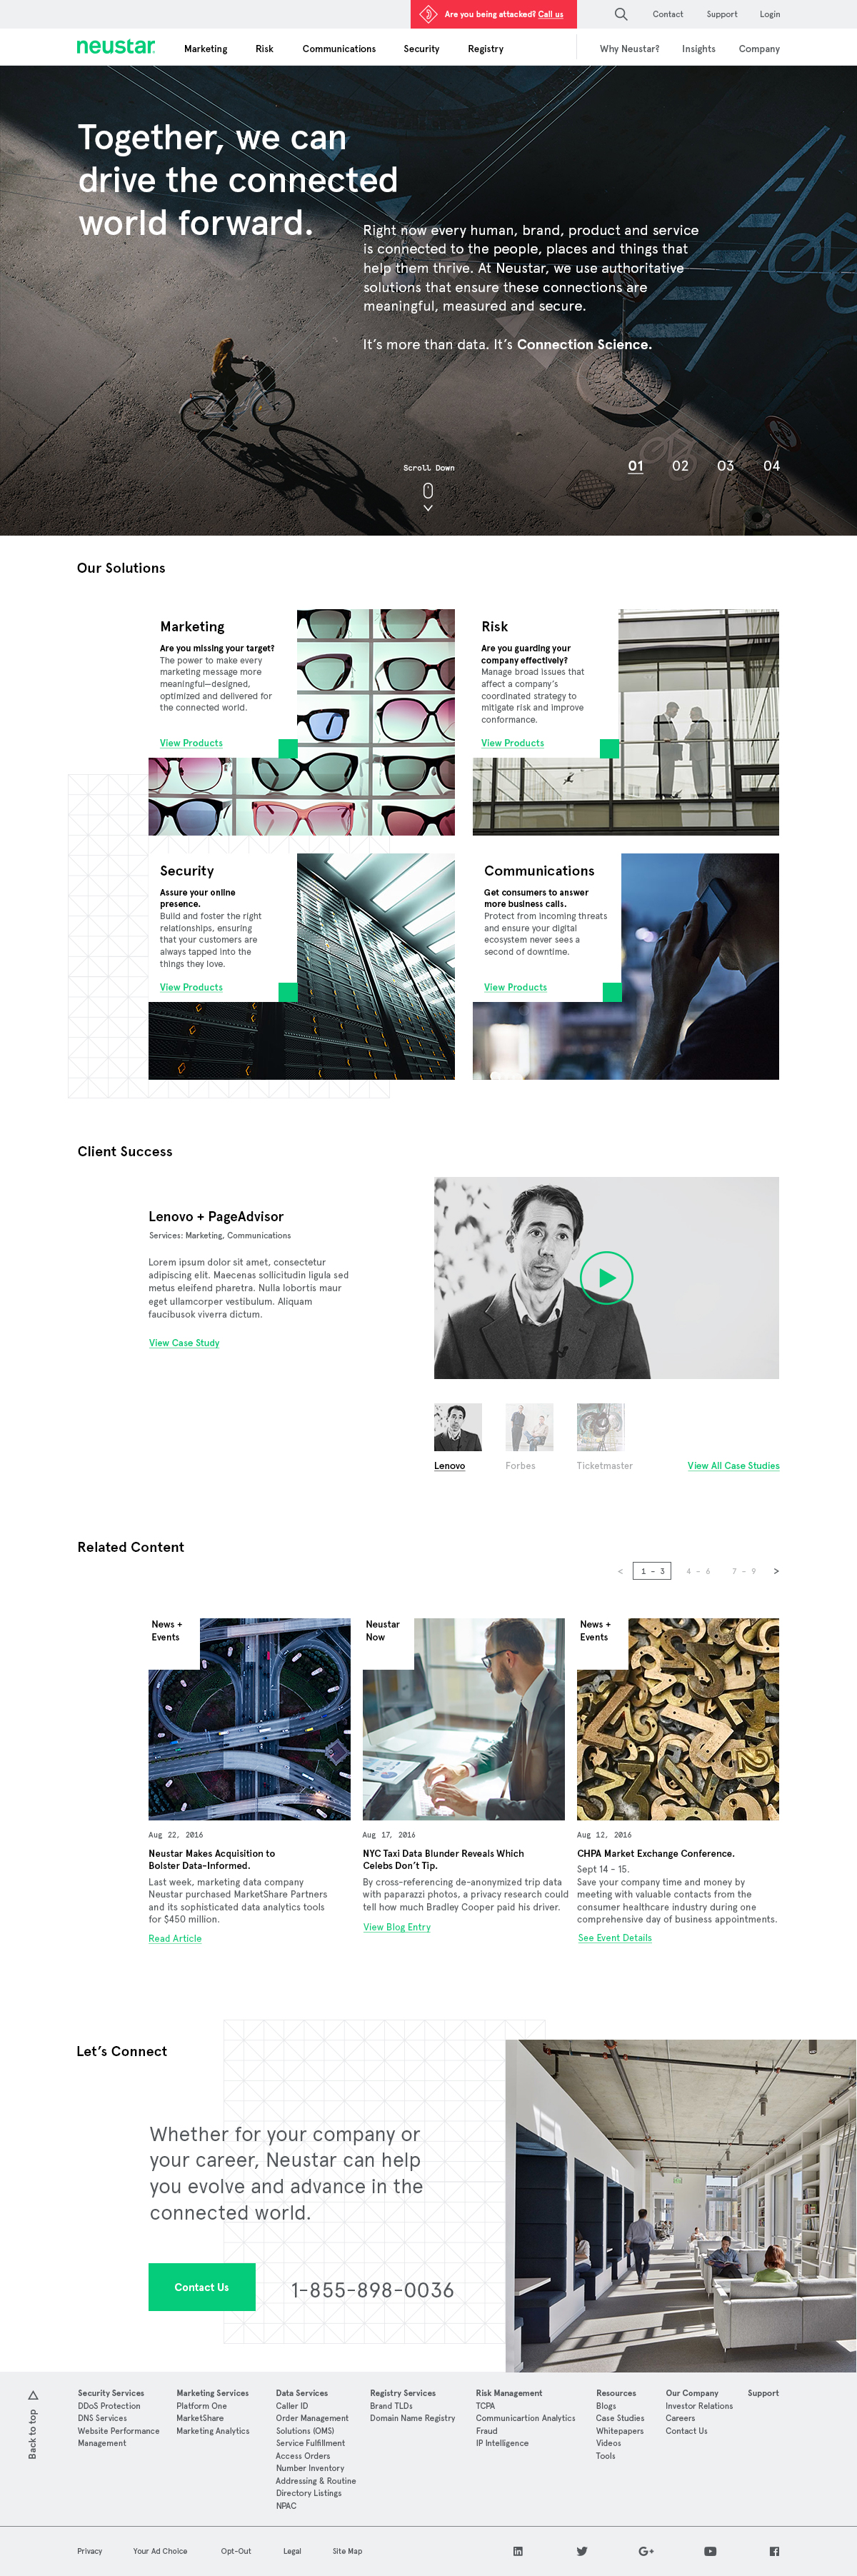 Are you being attacked? Call us
Contact
Support
Login
neustar
Marketing
Risk
Communications
Security
Registry
Why Neustar?
Insights
Company
Together, we can
drive the connected
world forward.
Right now every human, brand, product and service
is connected to the people, places and things that
help them thrive. At Neustar, we use authoritative
solutions that ensure these connections are
meaningful, measured and secure.
It's more than data. It's Connection Science.
Scroll Down
01
02
03
04
Our Solutions
Marketing
Are you missing your target?
The power to make every
marketing message more
meaningful—designed,
optimized and delivered for
the connected world.
View Products
Risk
Are you guarding your
company effectively?
Manage broad issues that
affect a company's
coordinated strategy to
mitigate risk and improve
conformance.
View Products
Security
Assure your online
presence.
Build and foster the right
relationships, ensuring
that your customers are
always tapped into the
things they love.
View Products
Communications
Get consumers to answer
more business calls.
Protect from incoming threats
and ensure your digital
ecosystem never sees a
second of downtime.
View Products
Client Success
Lenovo + PageAdvisor
Services: Marketing, Communications
Lorem ipsum dolor sit amet, consectetur
adipiscing elit. Maecenas sollicitudin ligula sed
metus eleifend pharetra. Nulla lobortis maur
eget ullamcorper vestibulum. Aliquam
faucibusok viverra dictum.
View Case Study
Lenovo
Forbes
Ticketmaster
View All Case Studies
Related Content
<
1 - 3
4 - 6
7 - 9
>
News +
Events
Aug 22, 2016
Neustar Makes Acquisition to
Bolster Data-Informed.
Last week, marketing data company
Neustar purchased MarketShare Partners
and its sophisticated data analytics tools
for $450 million.
Read Article
Neustar
Now
Aug 17, 2016
NYC Taxi Data Blunder Reveals Which
Celebs Don't Tip.
By cross-referencing de-anonymized trip data
with paparazzi photos, a privacy research could
tell how much Bradley Cooper paid his driver.
View Blog Entry
News +
Events
Aug 12, 2016
CHPA Market Exchange Conference.
Sept 14 - 15.
Save your company time and money by
meeting with valuable contacts from the
consumer healthcare industry during one
comprehensive day of business appointments.
See Event Details
Let's Connect
Whether for your company or
your career, Neustar can help
you evolve and advance in the
connected world.
Contact Us
1-855-898-0036
Back to top
Security Services
DDoS Protection
DNS Services
Website Performance
Management
Marketing Services
Platform One
MarketShare
Marketing Analytics
Data Services
Caller ID
Order Management
Solutions (OMS)
Service Fulfillment
Access Orders
Number Inventory
Addressing & Routine
Directory Listings
NPAC
Registry Services
Brand TLDs
Domain Name Registry
Risk Management
TCPA
Communicartion Analytics
Fraud
IP Intelligence
Resources
Blogs
Case Studies
Whitepapers
Videos
Tools
Our Company
Investor Relations
Careers
Contact Us
Support
Privacy
Your Ad Choice
Opt-Out
Legal
Site Map